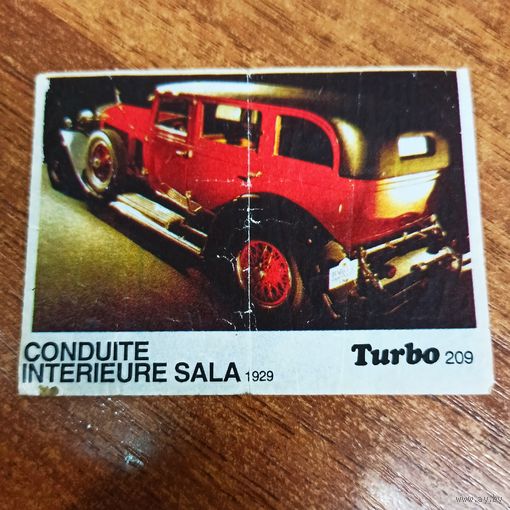 CONDUITE
INTERIEURE SALA 1929
Turbo 209